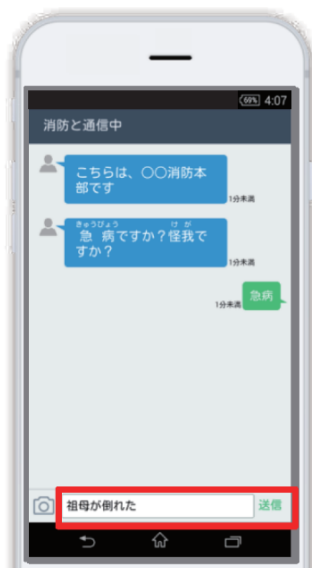 69% 4:07
消防と通信中
こちらは、〇〇消防本
部です
1分未満
きゅうびょう けが
急病ですか?怪我で
すか?
1分未満
急病
1分未満
祖母が倒れた 送信